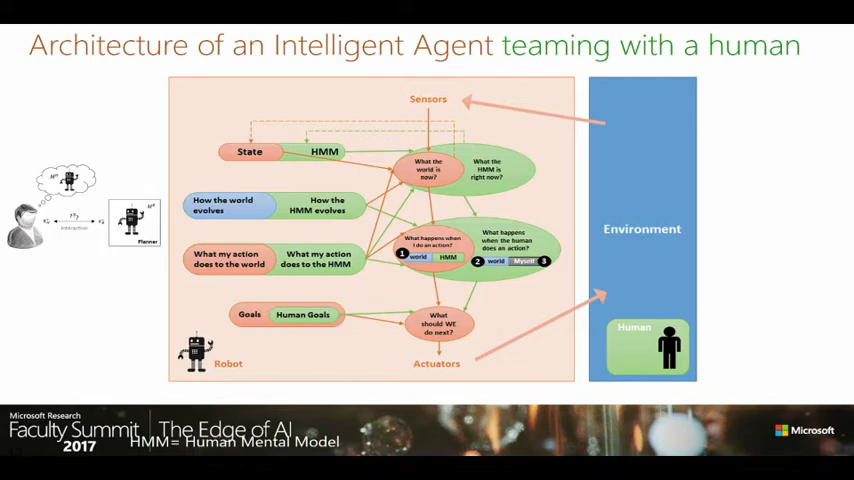 Architecture of an Intelligent Agent teaming with a human
Sensors
State
HMM
What the
world is
now?
What the
HMM is
right now?
How the world
evolves
How the
HMM evolves
What my action
does to the world
What my action
does to the HMM
What happens when
I do an action?
1 world HMM
What happens
when the human
does an action?
2 world Myself 3
Goals
Human Goals
What
should WE
do next?
Robot
Actuators
Environment
Human
???
Interaction
Planner
Microsoft Research
Faculty Summit
2017
The Edge of AI
HMM= Human Mental Model
Microsoft